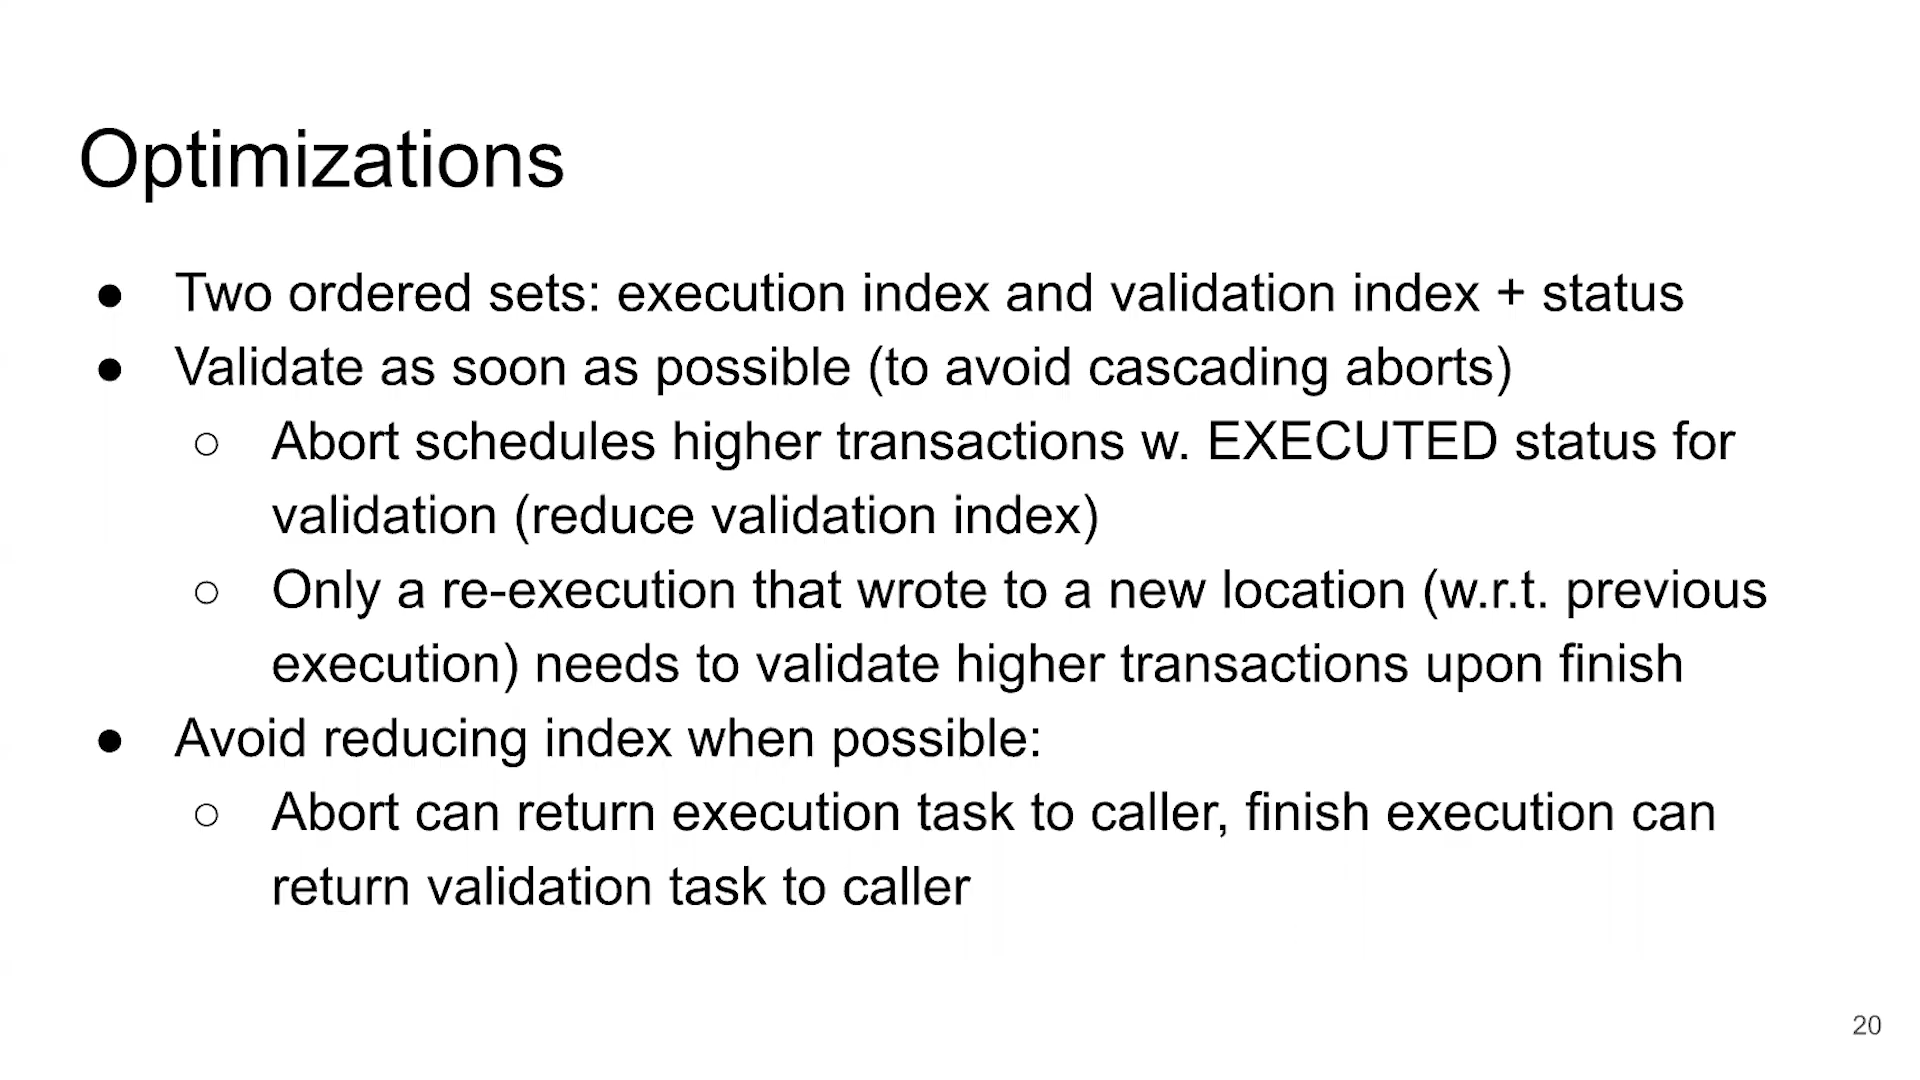 Optimizations
● Two ordered sets: execution index and validation index + status
● Validate as soon as possible (to avoid cascading aborts)
○ Abort schedules higher transactions w. EXECUTED status for
validation (reduce validation index)
○ Only a re-execution that wrote to a new location (w.r.t. previous
execution) needs to validate higher transactions upon finish
● Avoid reducing index when possible:
○ Abort can return execution task to caller, finish execution can
return validation task to caller
20